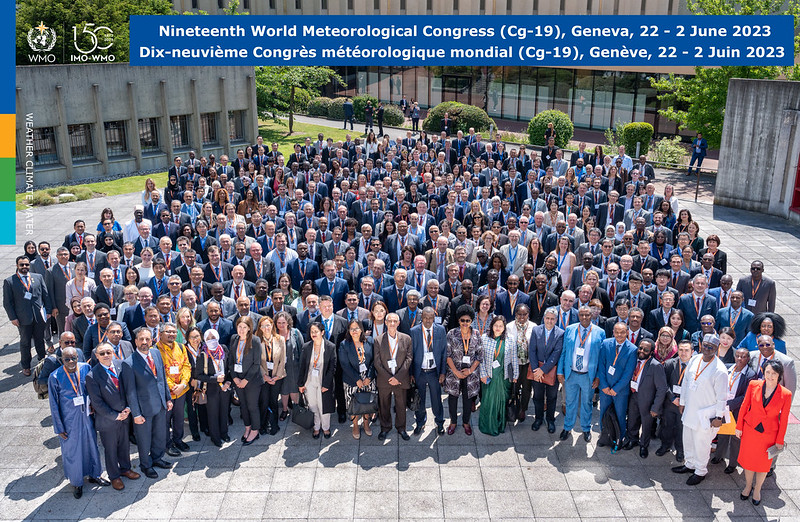 Nineteenth World Meteorological Congress (Cg-19), Geneva, 22 - 2 June 2023
Dix-neuvième Congrès météorologique mondial (Cg-19), Genève, 22 - 2 Juin 2023
WMO
150
IMO-WMO
WEATHER CLIMATE WATER